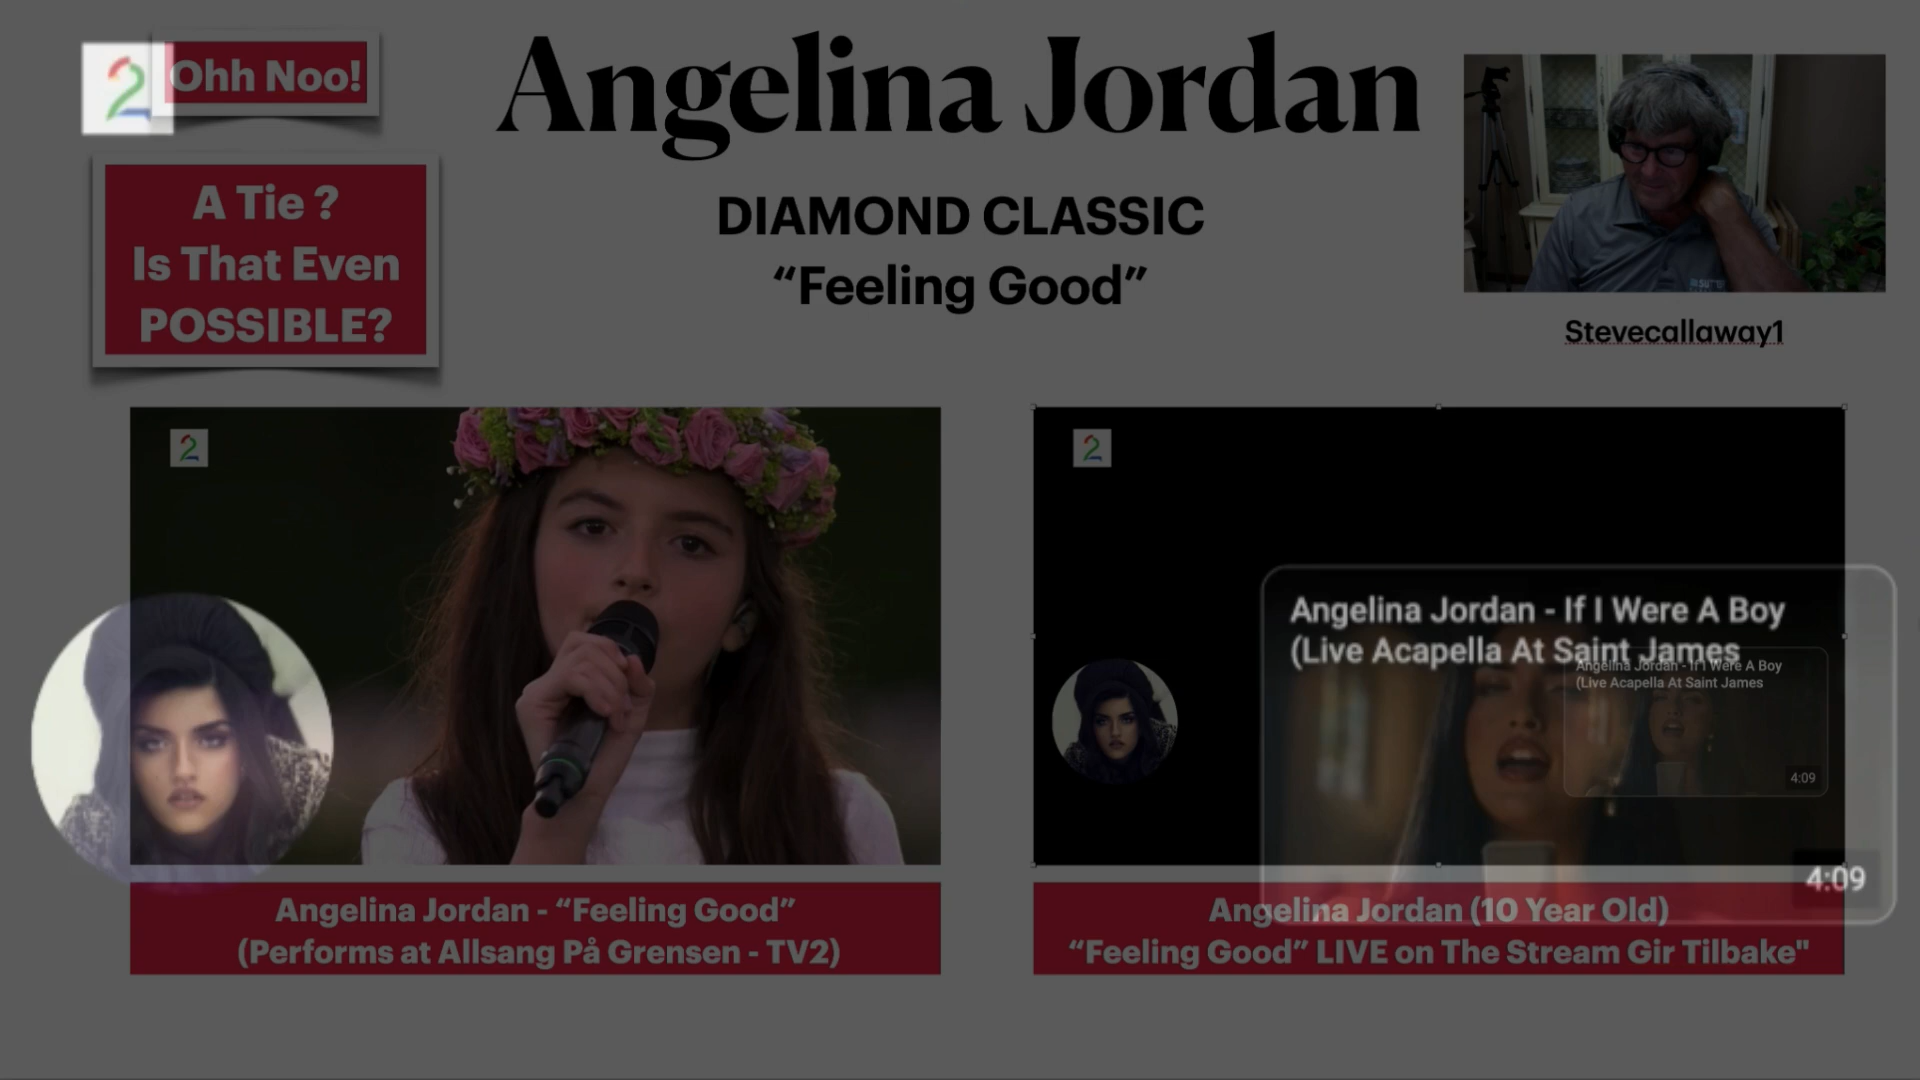 Ohh Noo!
Angelina Jordan
A Tie ?
Is That Even
POSSIBLE?
DIAMOND CLASSIC
“Feeling Good”
Stevecallaway1
2
2
2
Angelina Jordan - If I Were A Boy
(Live Acapella At Saint James
Angelina Jordan - If I Were A Boy
(Live Acapella At Saint James
4:09
4:09
Angelina Jordan - “Feeling Good”
(Performs at Allsang På Grensen - TV2)
Angelina Jordan (10 Year Old)
“Feeling Good” LIVE on The Stream Gir Tilbake"